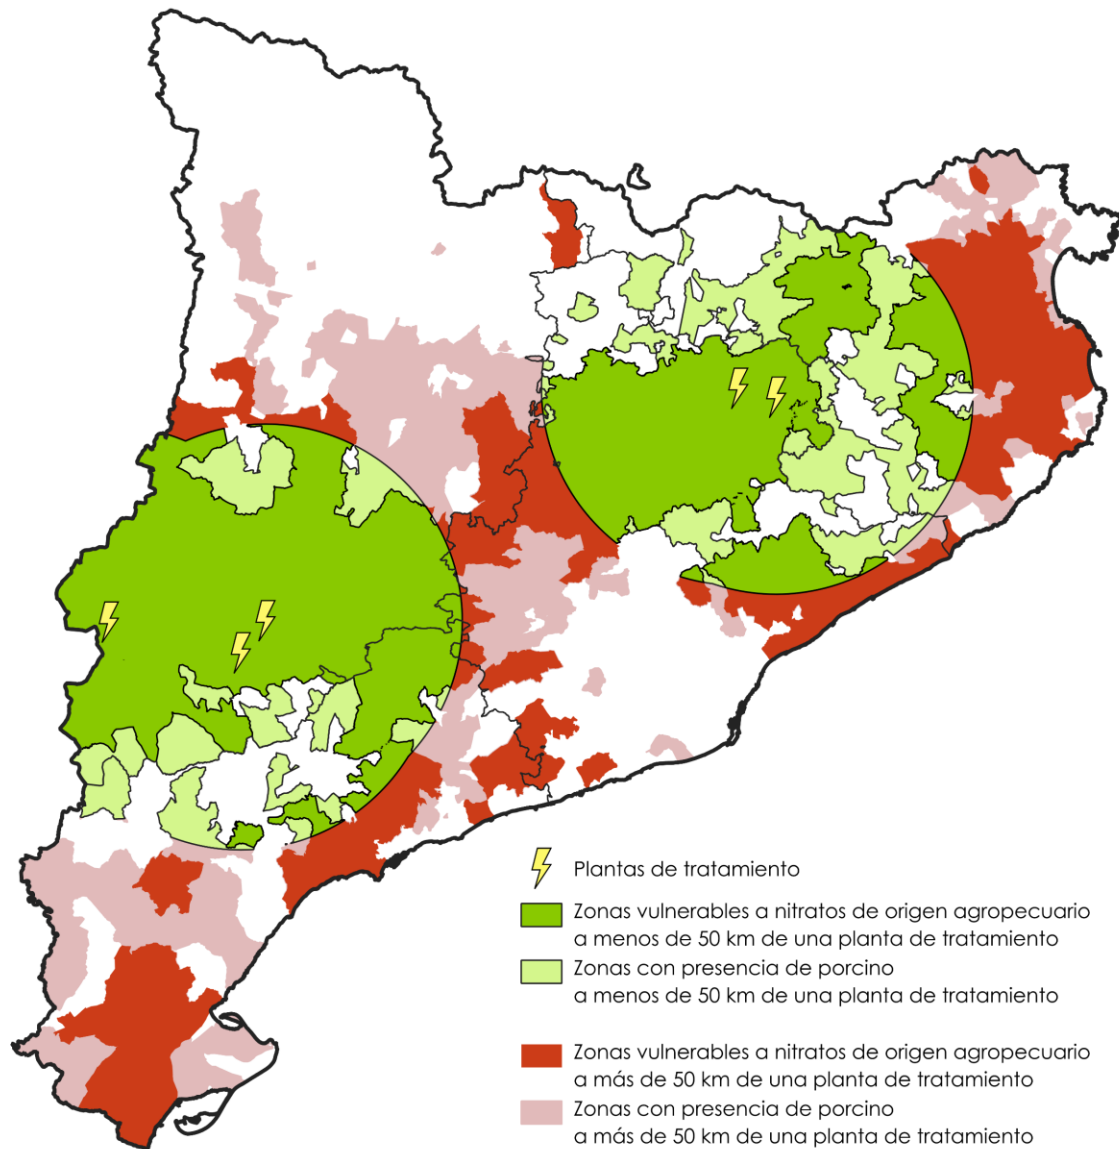 Plantas de tratamiento
Zonas vulnerables a nitratos de origen agropecuario
a menos de 50 km de una planta de tratamiento
Zonas con presencia de porcino
a menos de 50 km de una planta de tratamiento
Zonas vulnerables a nitratos de origen agropecuario
a más de 50 km de una planta de tratamiento
Zonas con presencia de porcino
a más de 50 km de una planta de tratamiento